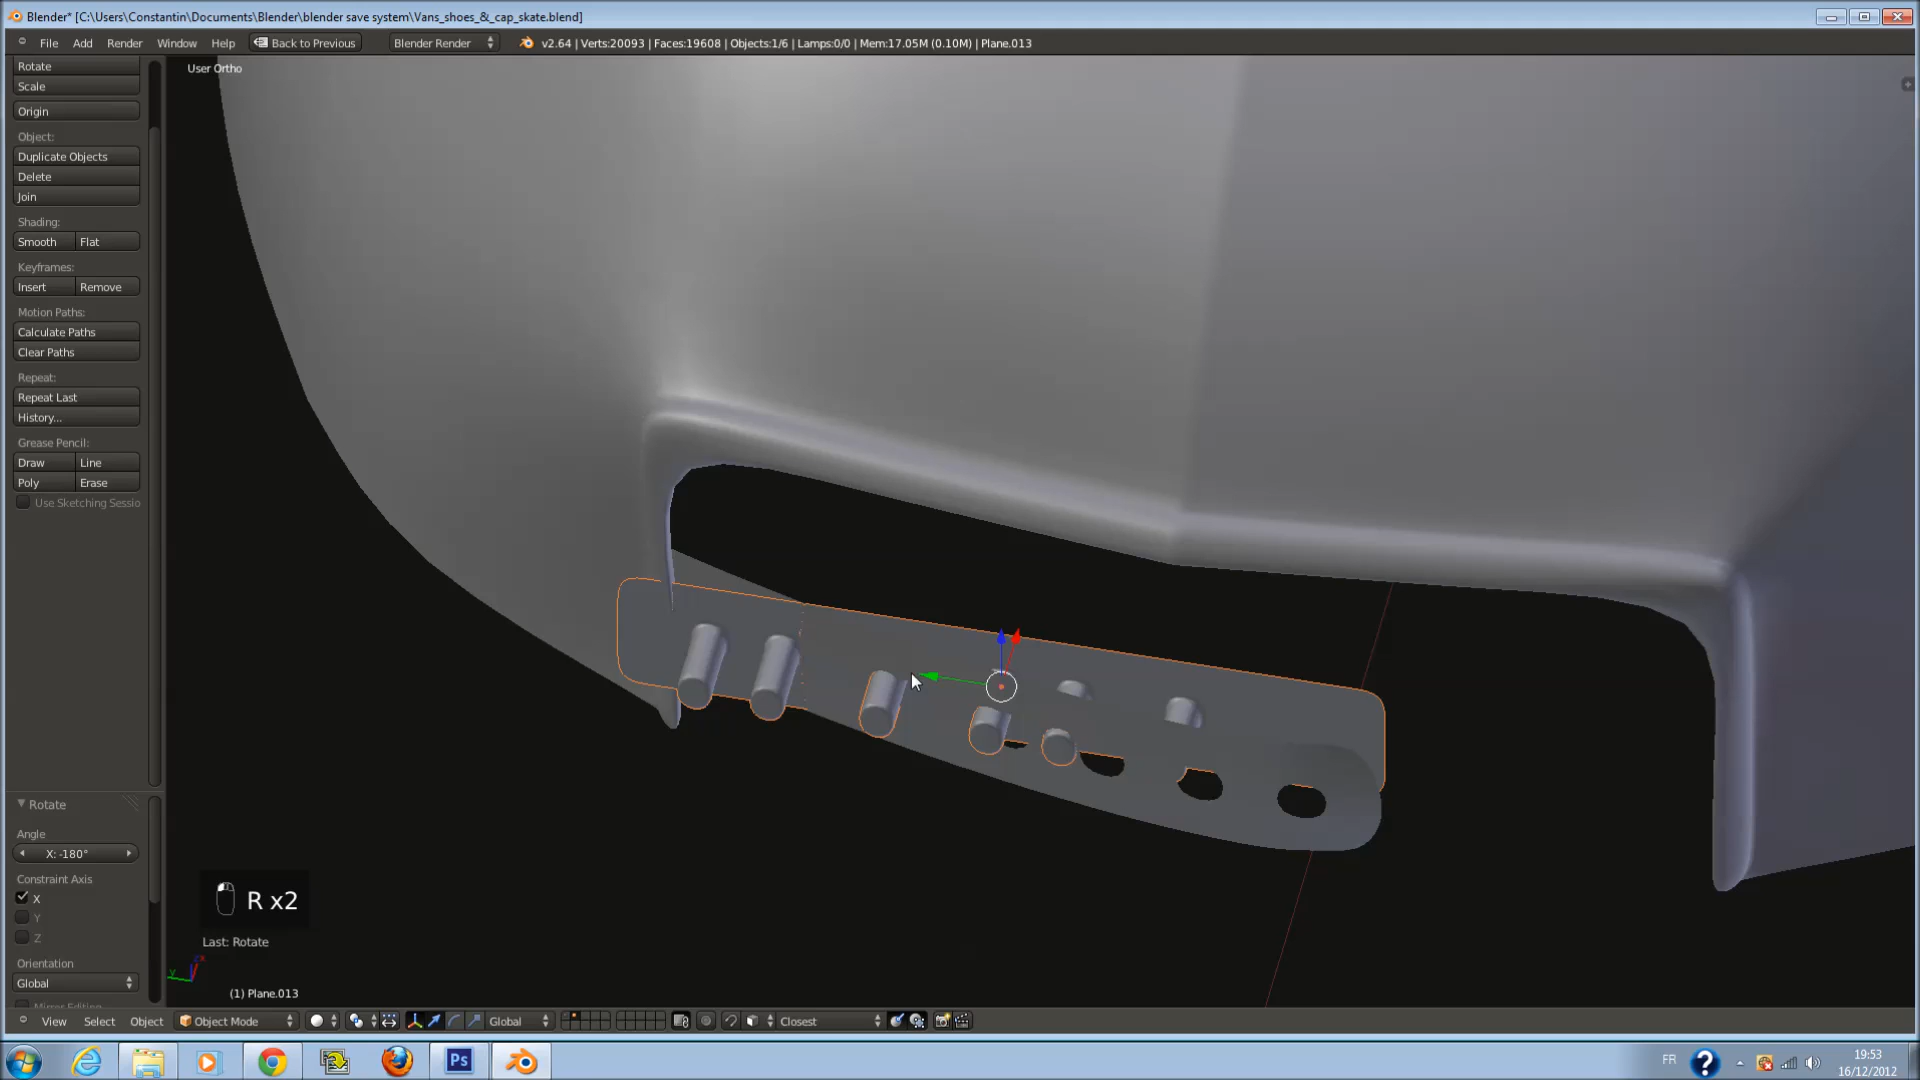 Blender* [C:\Users\Constantin\Documents\Blender\blender save system\Vans_shoes_&_cap_skate.blend]
File Add Render Window Help Back to Previous Blender Render v2.64 | Verts:20093 | Faces:19608 | Objects:1/6 | Lamps:0/0 | Mem:17.05M (0.10M) | Plane.013
User Ortho
Rotate
Scale
Origin
Object:
Duplicate Objects
Delete
Join
Shading:
Smooth Flat
Keyframes:
Insert Remove
Motion Paths:
Calculate Paths
Clear Paths
Repeat:
Repeat Last
History...
Grease Pencil:
Draw Line
Poly Erase
Use Sketching Sessio
Rotate
Angle
X: -180°
Constraint Axis
X
Y
Z
Orientation
Global
R x2
Last: Rotate
(1) Plane.013
View Select Object Object Mode Global Closest
Ps FR 19:53
16/12/2012